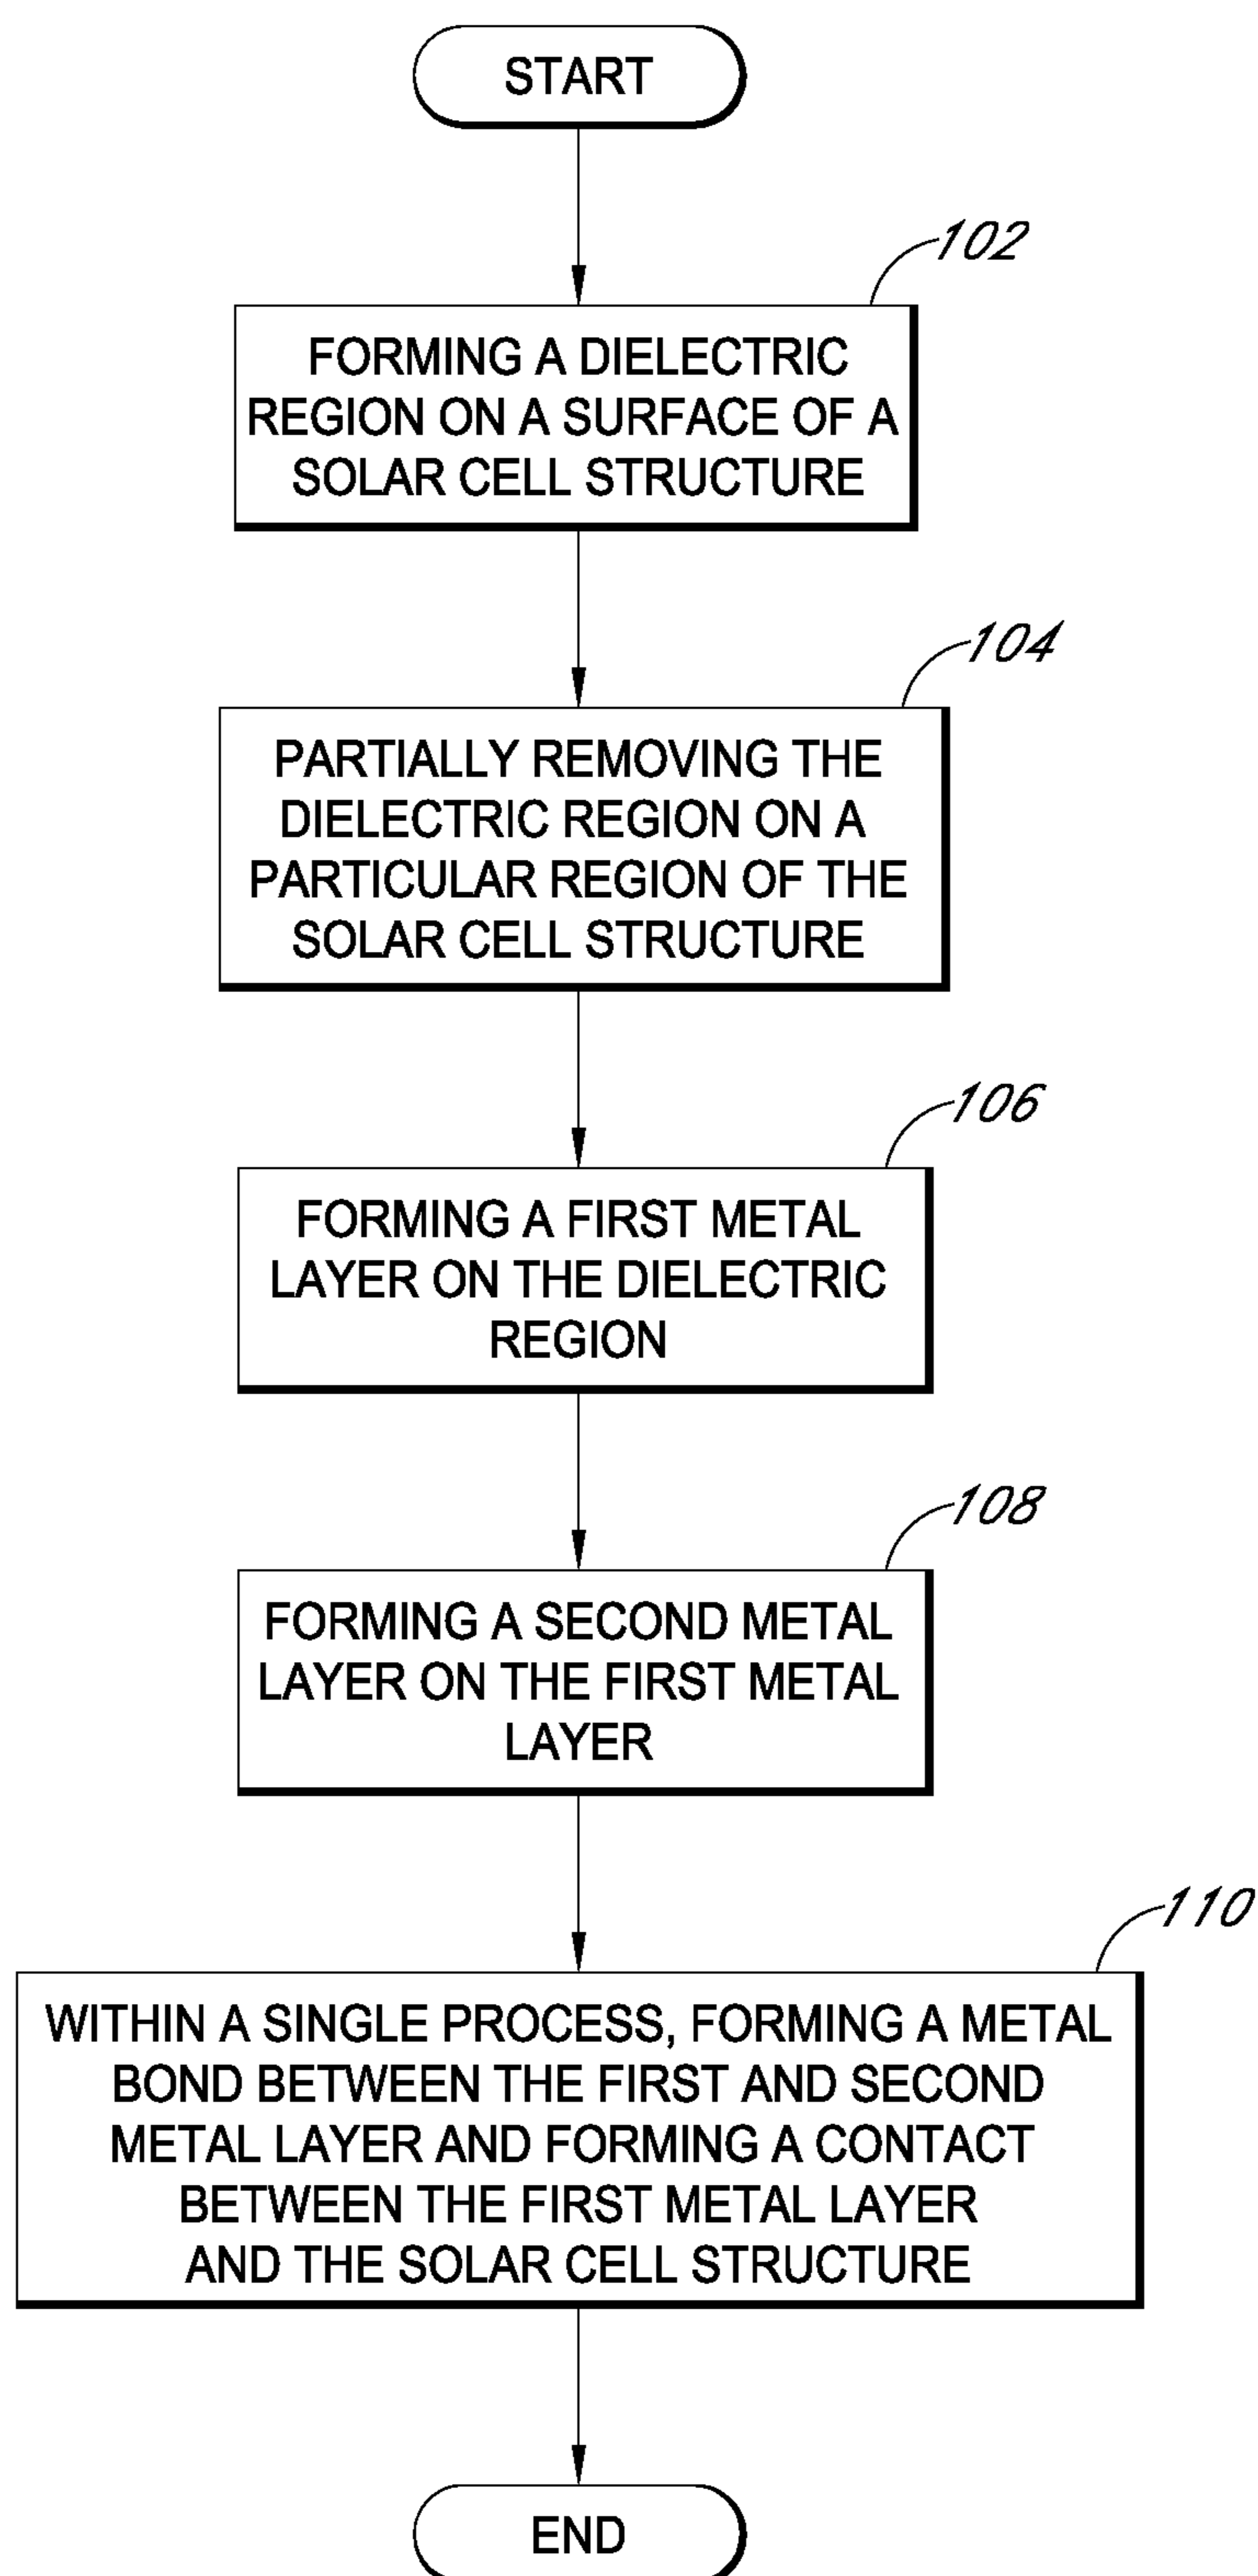 START
102
FORMING A DIELECTRIC
REGION ON A SURFACE OF A
SOLAR CELL STRUCTURE
104
PARTIALLY REMOVING THE
DIELECTRIC REGION ON A
PARTICULAR REGION OF THE
SOLAR CELL STRUCTURE
106
FORMING A FIRST METAL
LAYER ON THE DIELECTRIC
REGION
108
FORMING A SECOND METAL
LAYER ON THE FIRST METAL
LAYER
110
WITHIN A SINGLE PROCESS, FORMING A METAL
BOND BETWEEN THE FIRST AND SECOND
METAL LAYER AND FORMING A CONTACT
BETWEEN THE FIRST METAL LAYER
AND THE SOLAR CELL STRUCTURE
END